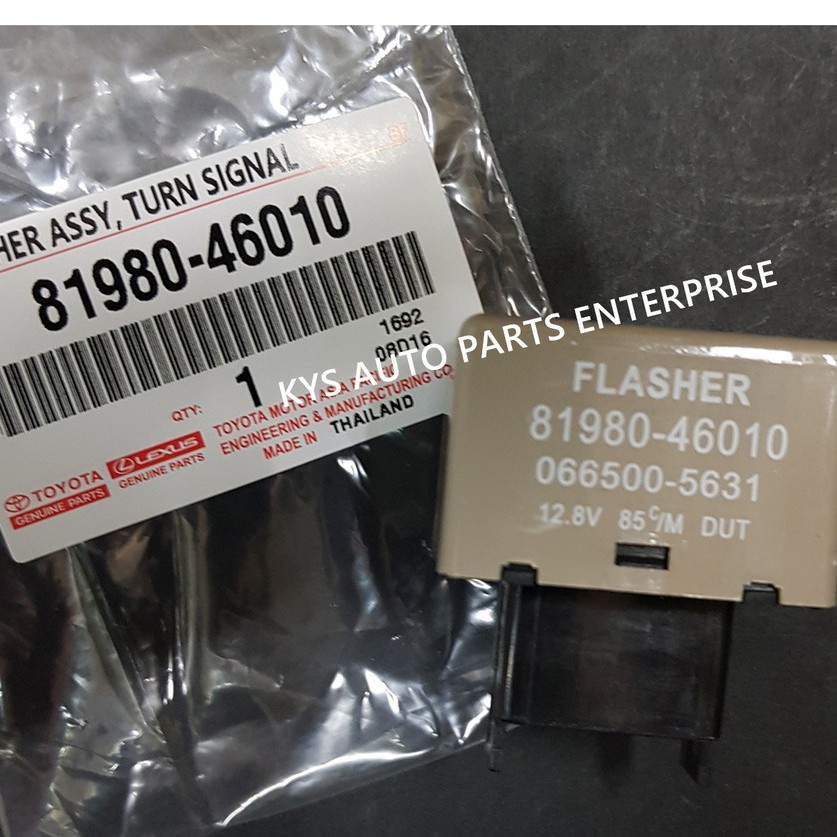 HER ASSY, TURN SIGNAL
81980-46010
1692
08D16
QTY: 1
TOYOTA MOTOR ASIA PACIFIC
ENGINEERING & MANUFACTURING CO.,
MADE IN THAILAND
TOYOTA
GENUINE PARTS
LEXUS
GENUINE PARTS
KYS AUTO PARTS ENTERPRISE
FLASHER
81980-46010
066500-5631
12.8V 85 C/M DUT